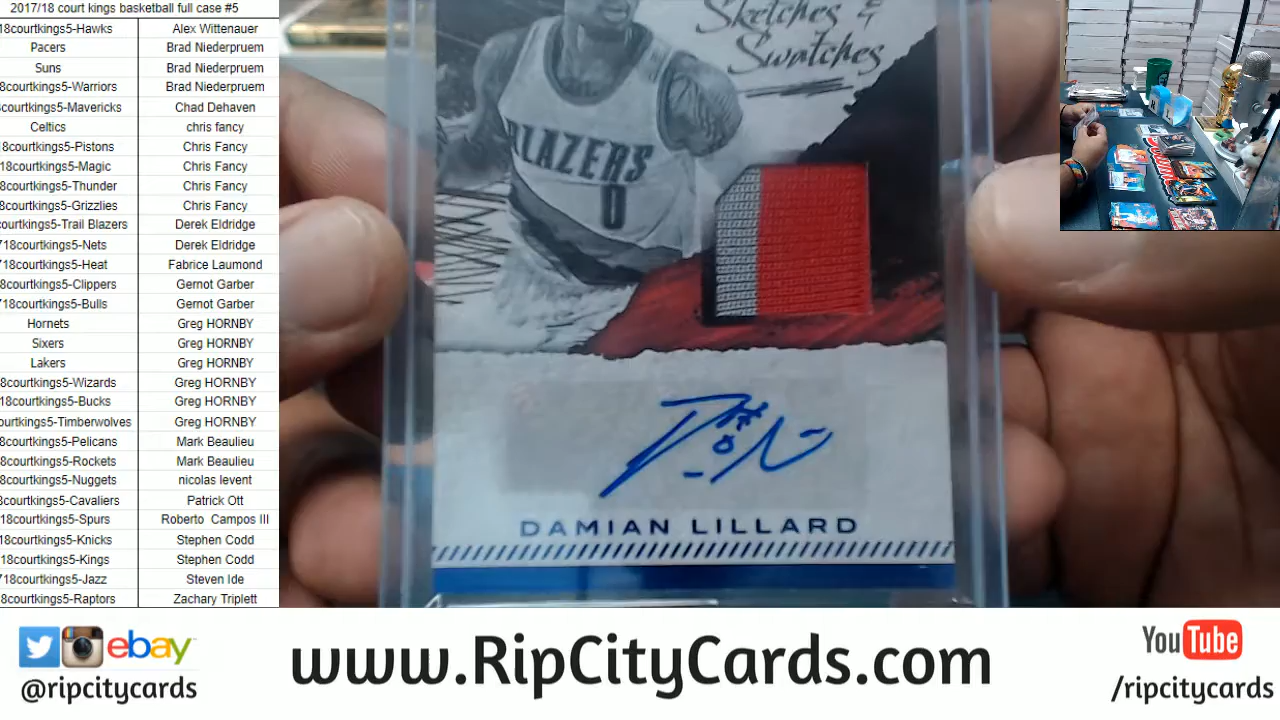 2017/18 court kings basketball full case #5
18courtkings5-Hawks Alex Wittenauer
Pacers Brad Niederpruem
Suns Brad Niederpruem
8courtkings5-Warriors Brad Niederpruem
courtkings5-Mavericks Chad Dehaven
Celtics chris fancy
8courtkings5-Pistons Chris Fancy
18courtkings5-Magic Chris Fancy
8courtkings5-Thunder Chris Fancy
8courtkings5-Grizzlies Chris Fancy
courtkings5-Trail Blazers Derek Eldridge
718courtkings5-Nets Derek Eldridge
718courtkings5-Heat Fabrice Laumond
8courtkings5-Clippers Gernot Garber
718courtkings5-Bulls Gernot Garber
Hornets Greg HORNBY
Sixers Greg HORNBY
Lakers Greg HORNBY
8courtkings5-Wizards Greg HORNBY
18courtkings5-Bucks Greg HORNBY
ourtkings5-Timberwolves Greg HORNBY
8courtkings5-Pelicans Mark Beaulieu
8courtkings5-Rockets Mark Beaulieu
8courtkings5-Nuggets nicolas levent
courtkings5-Cavaliers Patrick Ott
18courtkings5-Spurs Roberto Campos III
18courtkings5-Knicks Stephen Codd
18courtkings5-Kings Stephen Codd
718courtkings5-Jazz Steven Ide
8courtkings5-Raptors Zachary Triplett
Sketches &
Swatches
BLAZERS
0
DAMIAN LILLARD
ebay
@ripcitycards
www.RipCityCards.com
YouTube
/ripcitycards